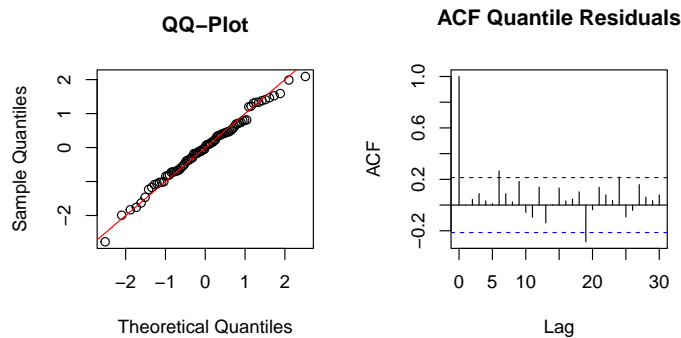 QQ−Plot
Sample Quantiles
2
1
0
−2
−2 −1 0 1 2
Theoretical Quantiles
ACF Quantile Residuals
ACF
1.0
0.6
0.2
−0.2
0 5 10 20 30
Lag